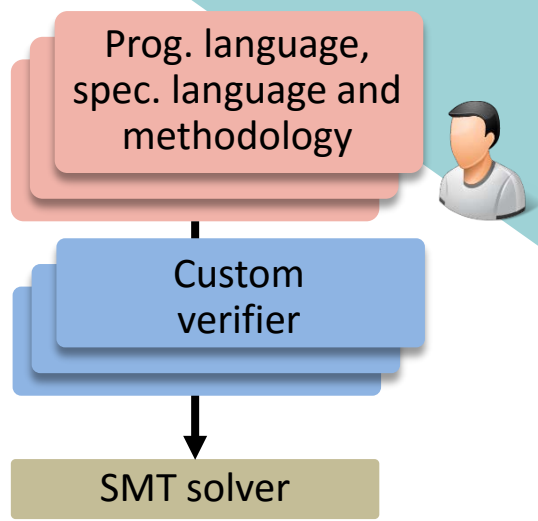 Prog. language,
spec. language and
methodology
Custom
verifier
SMT solver